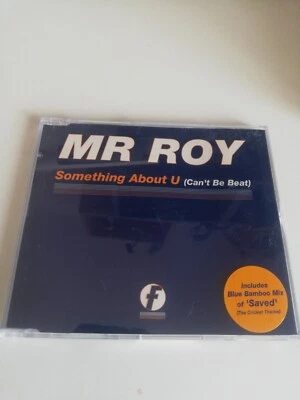 MR ROY
Something About U (Can't Be Beat)
f
Includes
Blue Bamboo Mix
of 'Saved'
(The Cricket Theme)